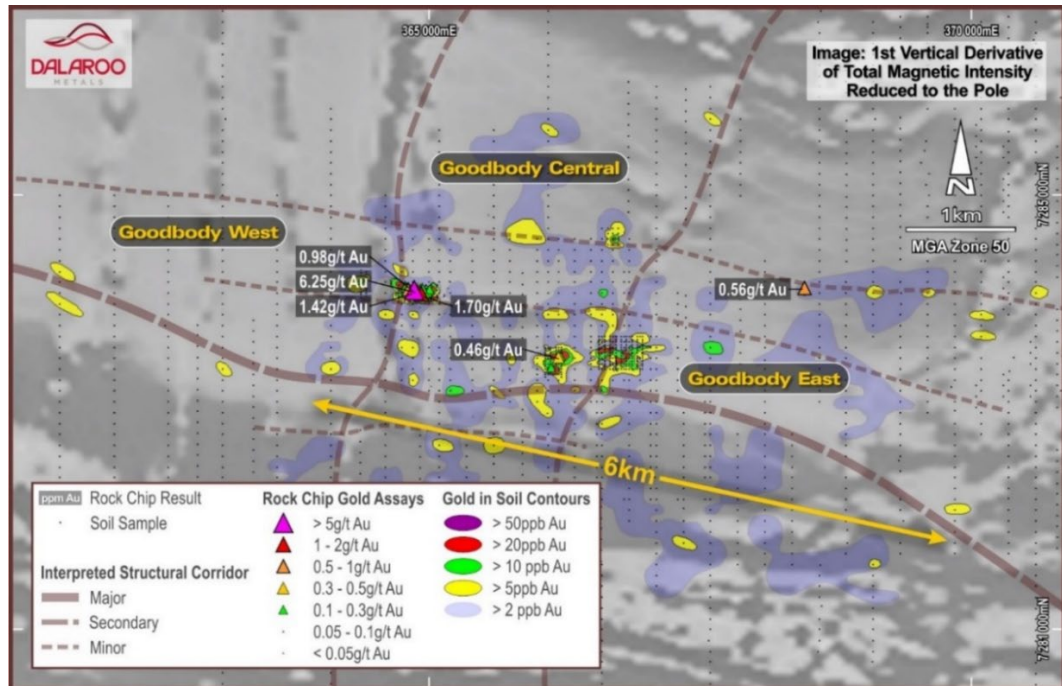 DALAROO
METALS
365 000mE
370 000mE
Image: 1st Vertical Derivative
of Total Magnetic Intensity
Reduced to the Pole
N
1km
MGA Zone 50
7285 000mN
Goodbody Central
Goodbody West
0.98g/t Au
6.25g/t Au
1.42g/t Au
1.70g/t Au
0.56g/t Au
0.46g/t Au
Goodbody East
6km
ppm Au Rock Chip Result
Soil Sample
Interpreted Structural Corridor
Major
Secondary
Minor
Rock Chip Gold Assays
> 5g/t Au
1 - 2g/t Au
0.5 - 1g/t Au
0.3 - 0.5g/t Au
0.1 - 0.3g/t Au
0.05 - 0.1g/t Au
< 0.05g/t Au
Gold in Soil Contours
> 50ppb Au
> 20ppb Au
> 10 ppb Au
> 5ppb Au
> 2 ppb Au
7281 000mN